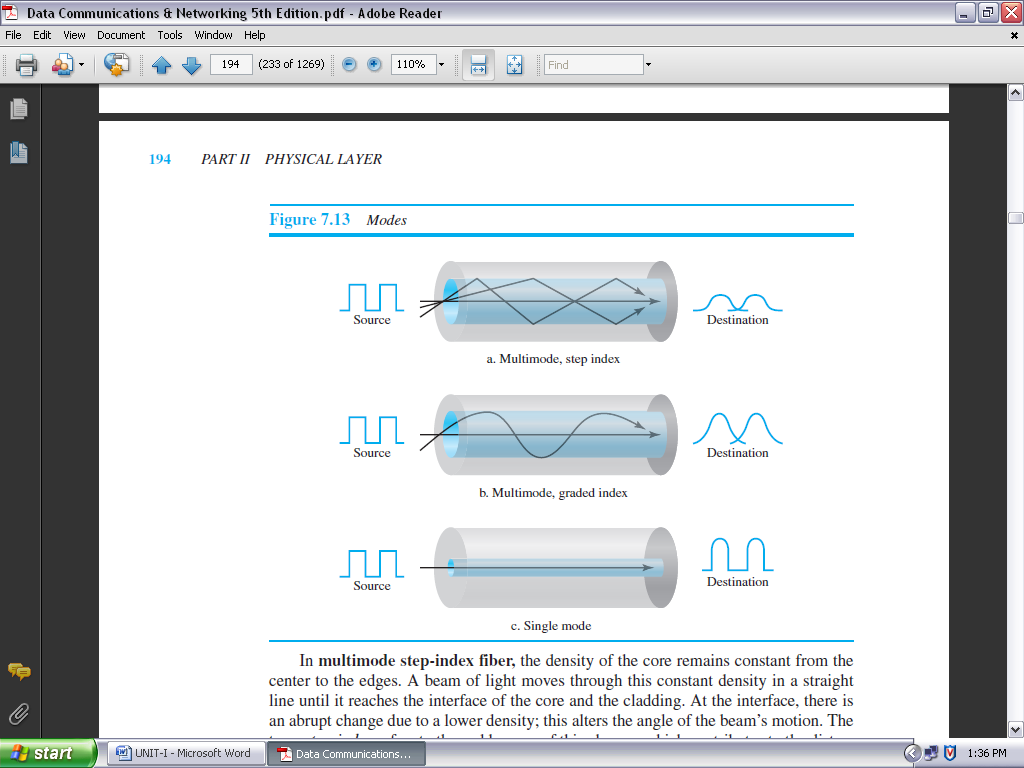 Data Communications & Networking 5th Edition.pdf - Adobe Reader
File Edit View Document Tools Window Help
194 (233 of 1269) 110% Find
194 PART II PHYSICAL LAYER
Figure 7.13 Modes
Source
Destination
a. Multimode, step index
Source
Destination
b. Multimode, graded index
Source
Destination
c. Single mode
In multimode step-index fiber, the density of the core remains constant from the
center to the edges. A beam of light moves through this constant density in a straight
line until it reaches the interface of the core and the cladding. At the interface, there is
an abrupt change due to a lower density; this alters the angle of the beam's motion. The
start UNIT-I - Microsoft Word Data Communications... 1:36 PM